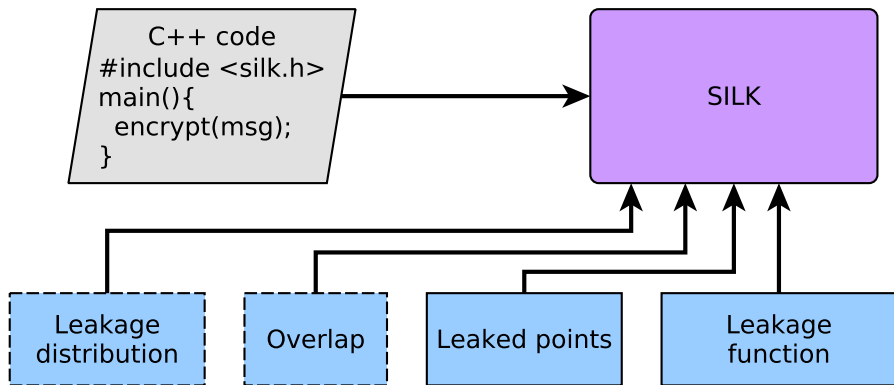 C++ code
#include <silk.h>
main(){
  encrypt(msg);
}
SILK
Leakage
distribution
Overlap
Leaked points
Leakage
function